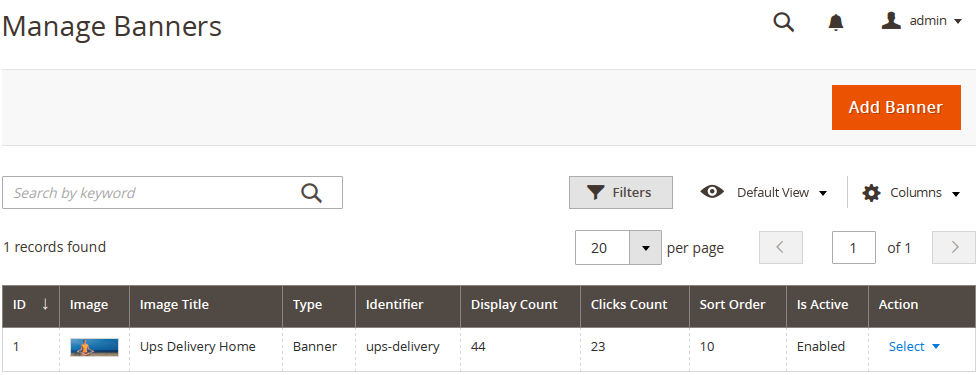 Manage Banners
admin
Add Banner
Search by keyword
Filters
Default View
Columns
1 records found
20 per page
1 of 1
ID ↓ Image Image Title Type Identifier Display Count Clicks Count Sort Order Is Active Action
1 Ups Delivery Home Banner ups-delivery 44 23 10 Enabled Select